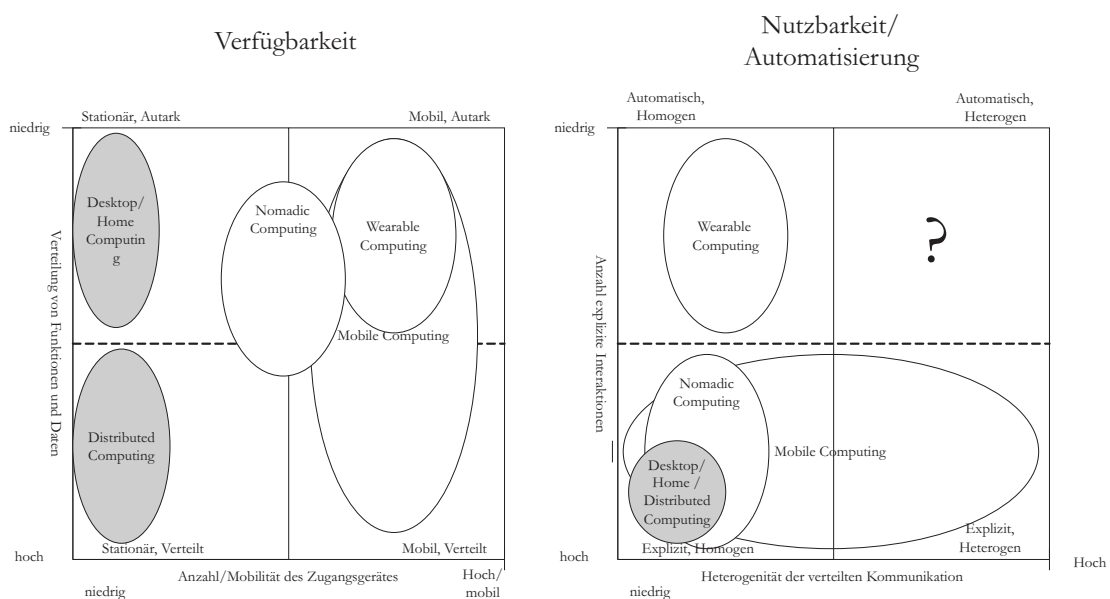 Verfügbarkeit
Stationär, Autark
Mobil, Autark
niedrig
Desktop/
Home
Computin
g
Nomadic
Computing
Wearable
Computing
Verteilung von Funktionen und Daten
Mobile Computing
Distributed
Computing
hoch
Stationär, Verteilt
Mobil, Verteilt
Anzahl/Mobilität des Zugangsgerätes
Hoch/
mobil
niedrig
Nutzbarkeit/
Automatisierung
Automatisch,
Homogen
Automatisch,
Heterogen
niedrig
Wearable
Computing
?
Anzahl explizite Interaktionen
Nomadic
Computing
Mobile Computing
Desktop/
Home /
Distributed
Computing
Explizit,
Heterogen
hoch
Explizit, Homogen
Hoch
Heterogenität der verteilten Kommunikation
niedrig